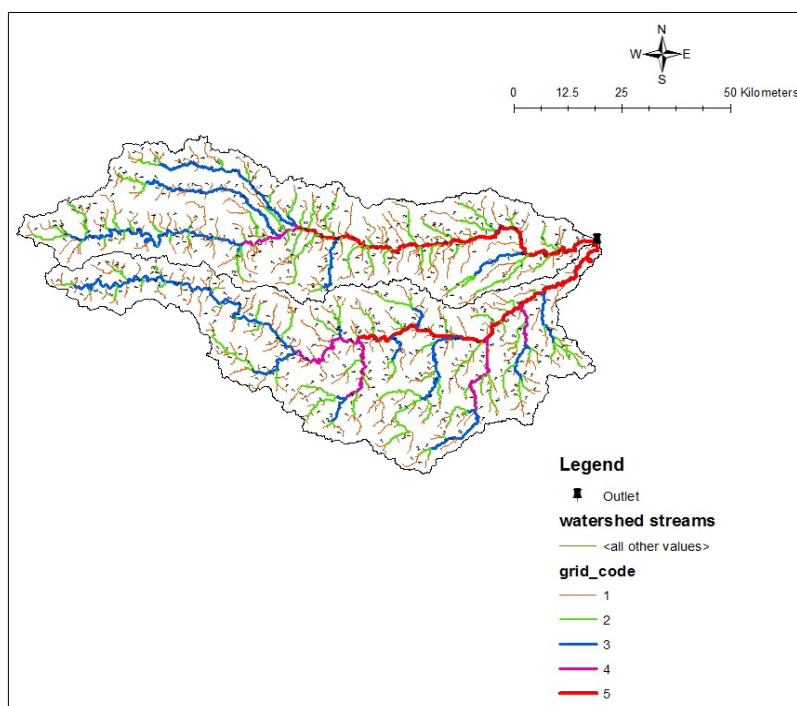 N
W E
S
0 12.5 25 50 Kilometers
Legend
Outlet
watershed streams
<all other values>
grid_code
1
2
3
4
5